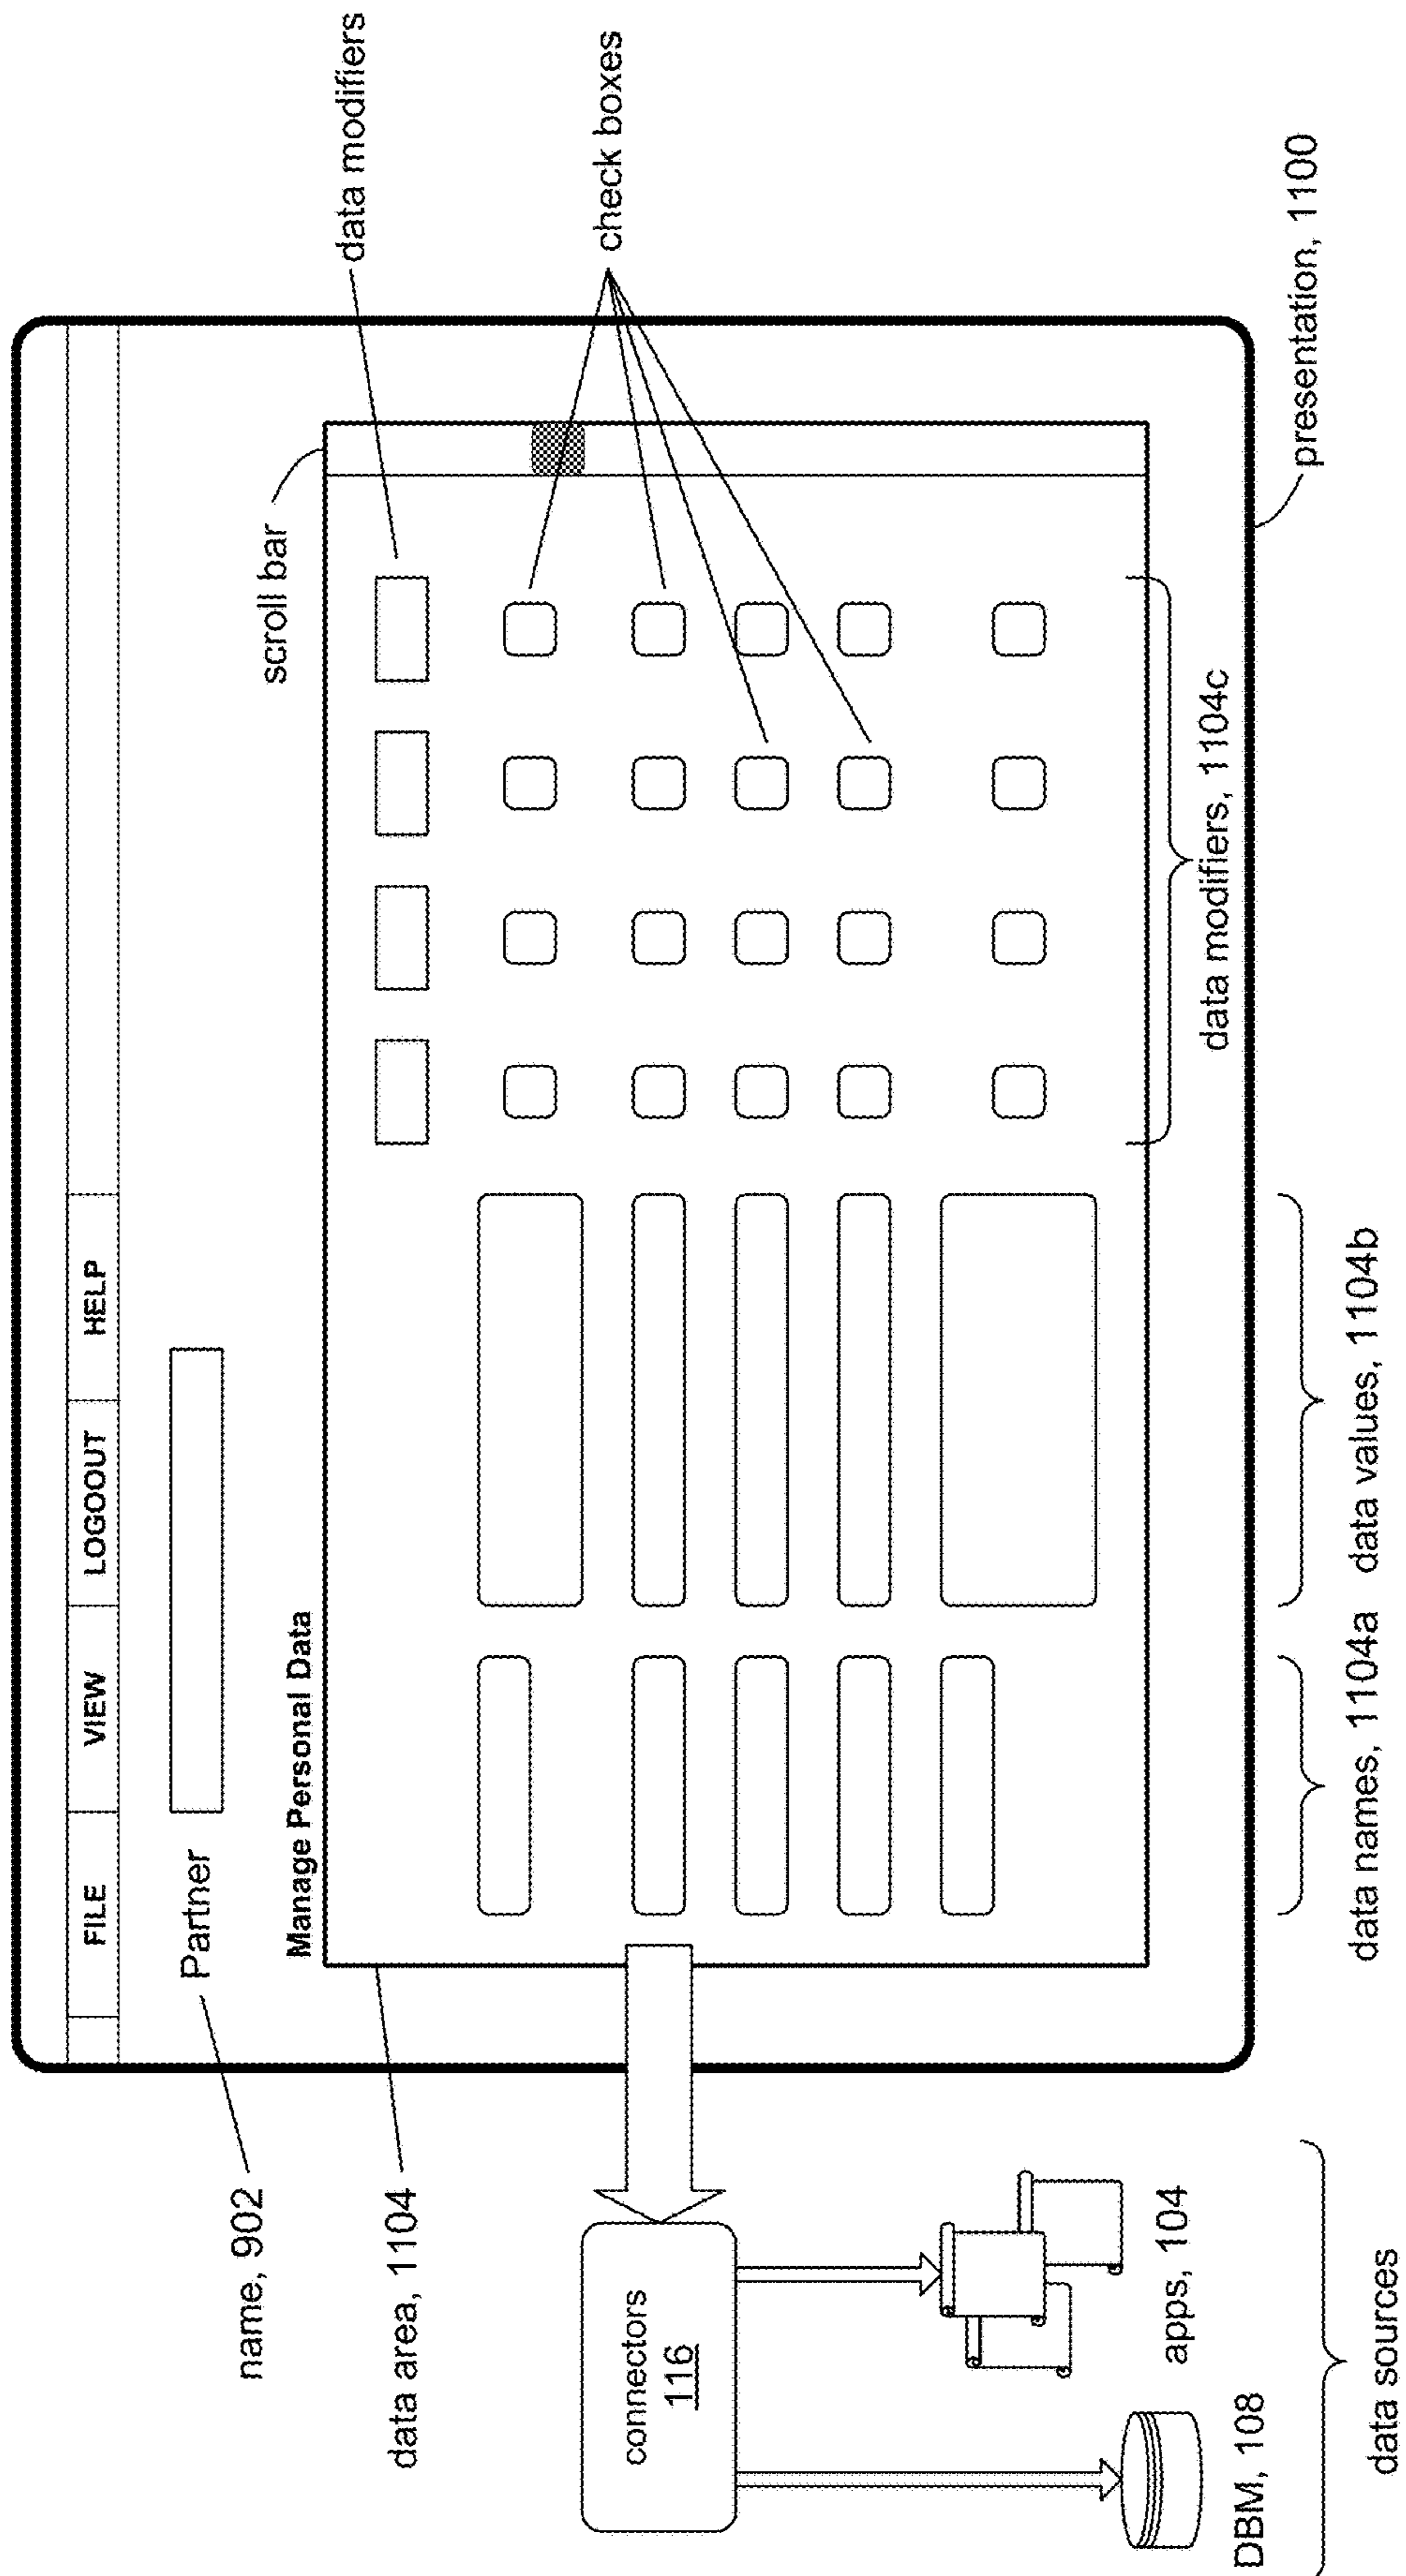 FILE
VIEW
LOGOUT
HELP
name, 902
Partner
scroll bar
data modifiers
Manage Personal Data
data area, 1104
check boxes
connectors
116
DBM, 108
apps, 104
data sources
data names, 1104a
data values, 1104b
data modifiers, 1104c
presentation, 1100